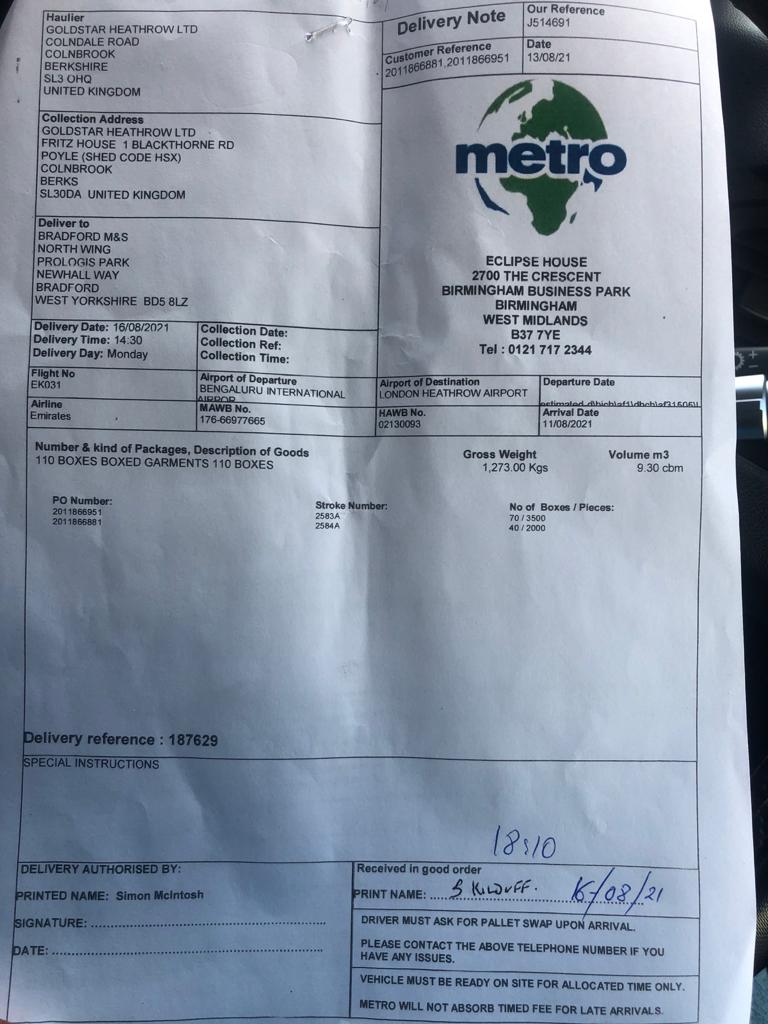 Haulier
GOLDSTAR HEATHROW LTD
COLNDALE ROAD
COLNBROOK
BERKSHIRE
SL3 OHQ
UNITED KINGDOM
Delivery Note
Our Reference
J514691
Customer Reference
2011866881,2011866951
Date
13/08/21
Collection Address
GOLDSTAR HEATHROW LTD
FRITZ HOUSE 1 BLACKTHORNE RD
POYLE (SHED CODE HSX)
COLNBROOK
BERKS
SL30DA UNITED KINGDOM
metro
Deliver to
BRADFORD M&S
NORTH WING
PROLOGIS PARK
NEWHALL WAY
BRADFORD
WEST YORKSHIRE BD5 8LZ
ECLIPSE HOUSE
2700 THE CRESCENT
BIRMINGHAM BUSINESS PARK
BIRMINGHAM
WEST MIDLANDS
B37 7YE
Tel : 0121 717 2344
Delivery Date: 16/08/2021
Delivery Time: 14:30
Delivery Day: Monday
Collection Date:
Collection Ref:
Collection Time:
Flight No
EK031
Airport of Departure
BENGALURU INTERNATIONAL
Airport of Destination
LONDON HEATHROW AIRPORT
Departure Date
Airline
Emirates
MAWB No.
176-66977665
HAWB No.
02130093
Arrival Date
11/08/2021
Number & kind of Packages, Description of Goods
110 BOXES BOXED GARMENTS 110 BOXES
Gross Weight
1,273.00 Kgs
Volume m3
9.30 cbm
PO Number:
2011866951
2011866881
Stroke Number:
2583A
2584A
No of Boxes / Pieces:
70 / 3500
40 / 2000
Delivery reference : 187629
SPECIAL INSTRUCTIONS
18:10
DELIVERY AUTHORISED BY:
PRINTED NAME: Simon McIntosh
SIGNATURE:
DATE:
Received in good order
PRINT NAME: S KILDUFF. 16/08/21
DRIVER MUST ASK FOR PALLET SWAP UPON ARRIVAL.
PLEASE CONTACT THE ABOVE TELEPHONE NUMBER IF YOU
HAVE ANY ISSUES.
VEHICLE MUST BE READY ON SITE FOR ALLOCATED TIME ONLY.
METRO WILL NOT ABSORB TIMED FEE FOR LATE ARRIVALS.